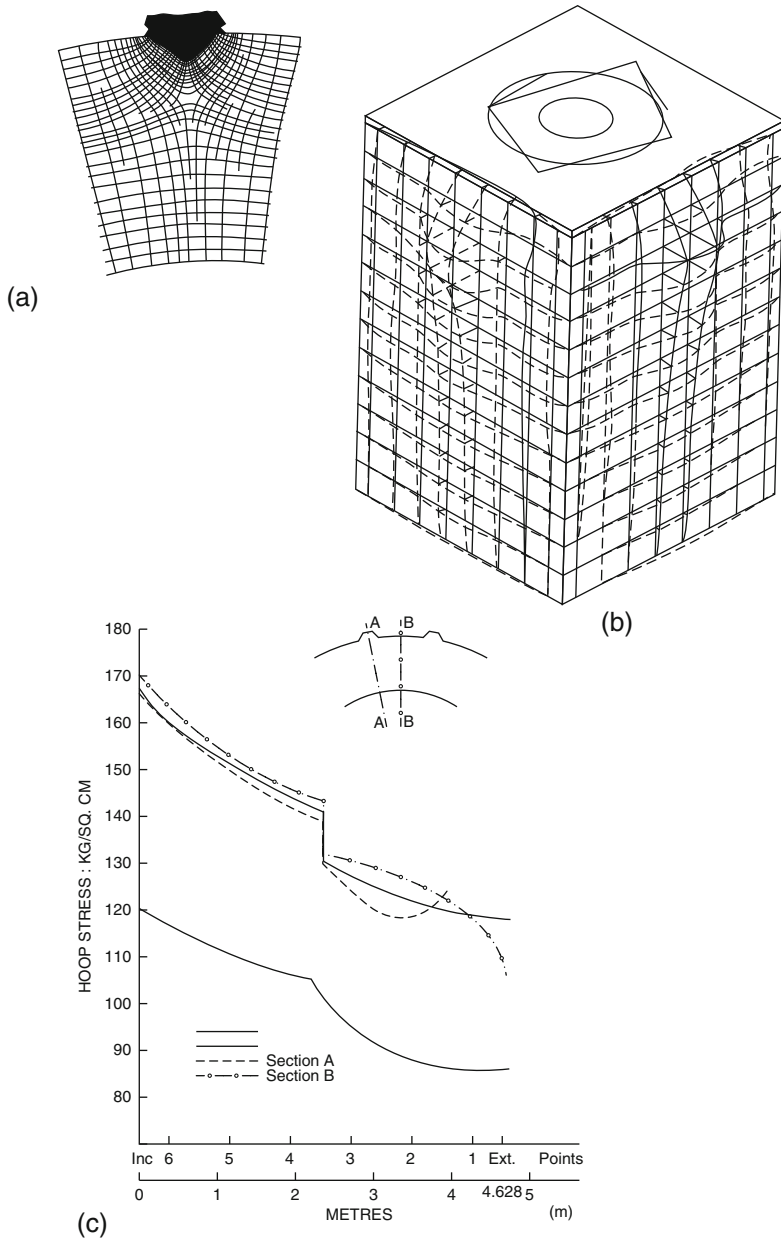 (a)
(b)
180
170
160
150
140
130
120
110
100
90
80
HOOP STRESS : KG/SQ. CM
A
B
A
B
Section A
Section B
Inc 6 5 4 3 2 1 Ext. Points
0 1 2 3 4 4.628 5
METRES (m)
(c)